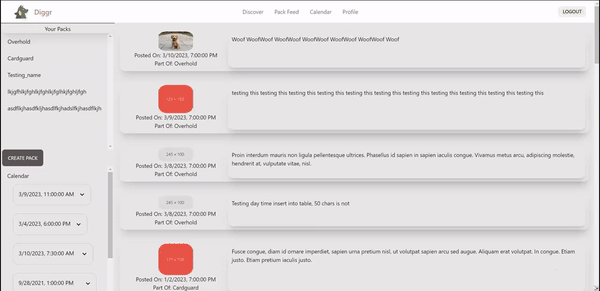 Diggr
Discover
Pack Feed
Calendar
Profile
LOGOUT
Your Packs
Overhold
Cardguard
Testing_name
CREATE PACK
Calendar
3/9/2023, 11:00:00 AM
3/4/2023, 6:00:00 PM
3/10/2023, 7:30:00 AM
9/28/2021, 1:00:00 PM
Posted On: 3/10/2023, 7:00:00 PM
Part Of: Overhold
Woof WoofWoof WoofWoof WoofWoof WoofWoof WoofWoof Woof
Posted On: 3/9/2023, 7:00:00 PM
Part Of: Overhold
testing this testing this testing this testing this testing this testing this testing this testing this testing this testing this testing this
Posted On: 3/8/2023, 7:00:00 PM
Part Of: Overhold
Proin interdum mauris non ligula pellentesque ultrices. Phasellus id sapien in sapien iaculis congue. Vivamus metus arcu, adipiscing molestie,
hendrerit at, vulputate vitae, nisl.
Posted On: 3/8/2023, 7:00:00 PM
Part Of: Overhold
Testing day time insert into table, 50 chars is not
Posted On: 1/2/2023, 7:00:00 PM
Part Of: Cardguard
Fusce congue, diam id ornare imperdiet, sapien urna pretium nisl, ut volutpat sapien arcu sed augue. Aliquam erat volutpat. In congue. Etiam
justo. Etiam pretium iaculis justo.